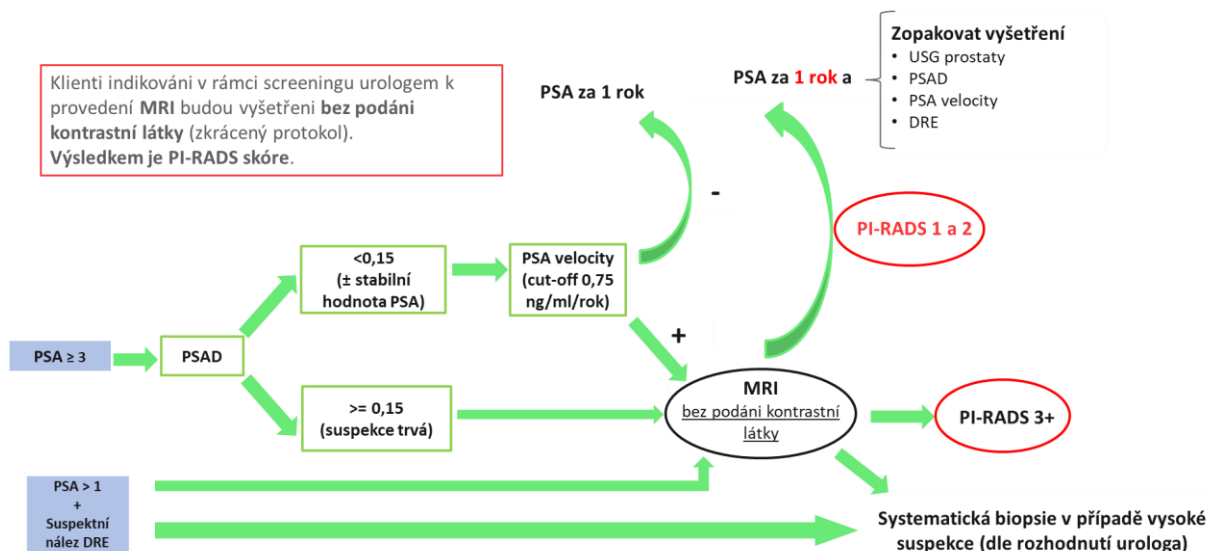 Klienti indikováni v rámci screeningu urologem k
provedení MRI budou vyšetřeni bez podáni
kontrastní látky (zkrácený protokol).
Výsledkem je PI-RADS skóre.
PSA za 1 rok
-
PSA za 1 rok a
Zopakovat vyšetření
• USG prostaty
• PSAD
• PSA velocity
• DRE
PI-RADS 1 a 2
<0,15
(± stabilní
hodnota PSA)
PSA velocity
(cut-off 0,75
ng/ml/rok)
+
PSA ≥ 3
PSAD
>= 0,15
(suspekce trvá)
MRI
bez podáni kontrastní
látky
PI-RADS 3+
PSA > 1
+
Suspektní
nález DRE
Systematická biopsie v případě vysoké
suspekce (dle rozhodnutí urologa)